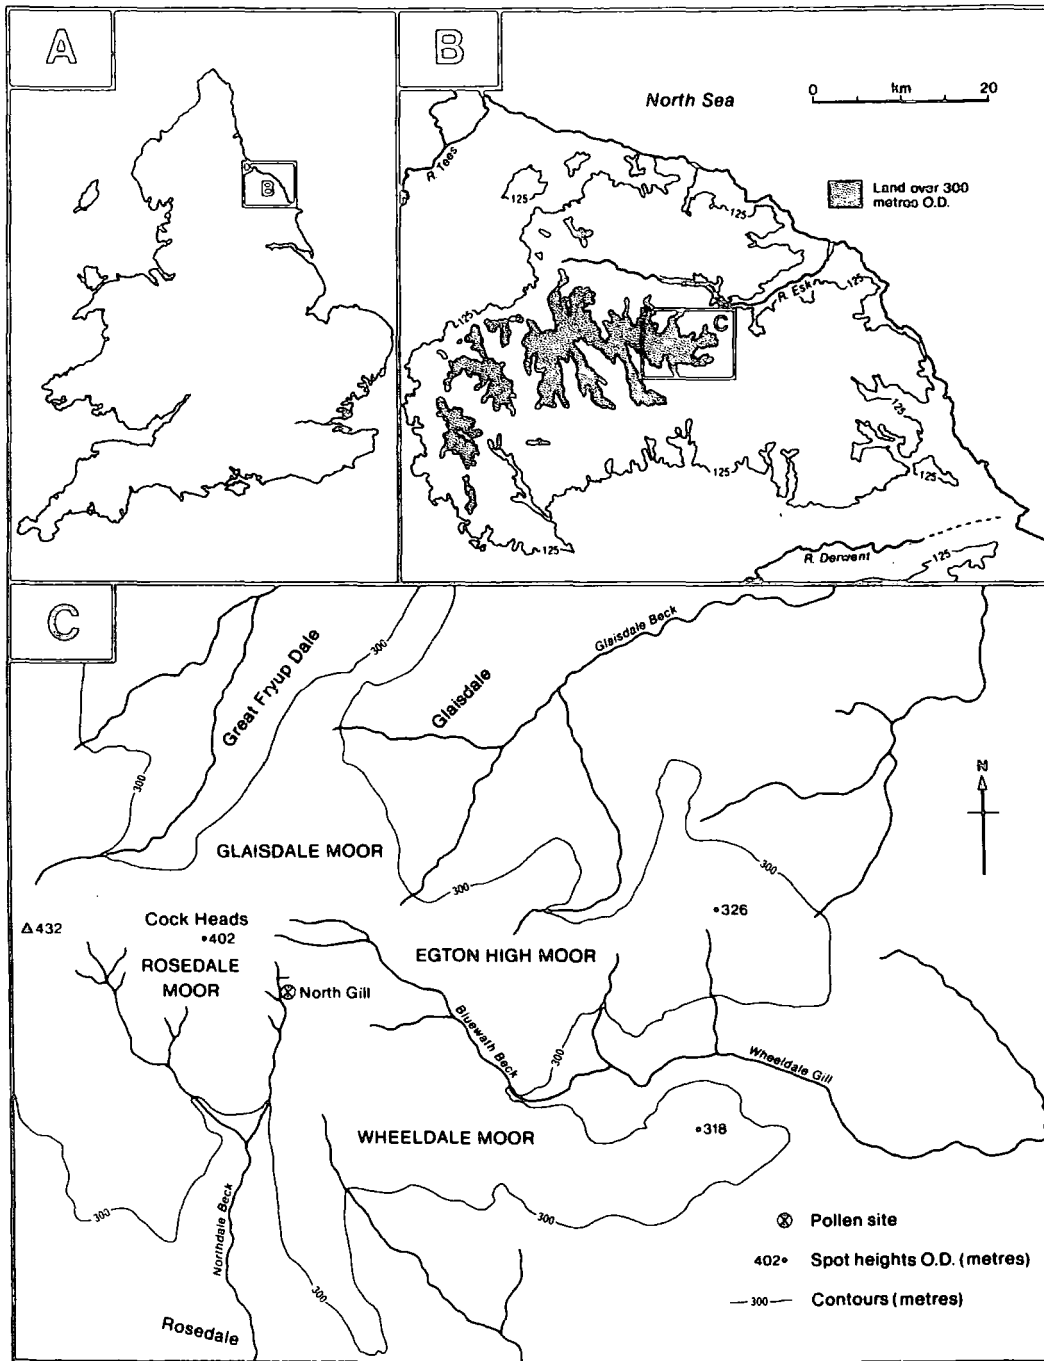 A
B
B
North Sea
0 km 20
R. Tees
125
125
Land over 300
metres O.D.
R. Esk
125
125
C
125
125
125
125
125
R. Derwent
125
C
Great Fryup Dale
300
Glaisdale
Glaisdale Beck
300
N
GLAISDALE MOOR
300
300
△432
Cock Heads
•402
•326
ROSEDALE
MOOR
EGTON HIGH MOOR
North Gill
Bluewath Beck
300
Wheeldale Gill
WHEELDALE MOOR
•318
300
Northdale Beck
300
Pollen site
402• Spot heights O.D. (metres)
300
—300— Contours (metres)
Rosedale